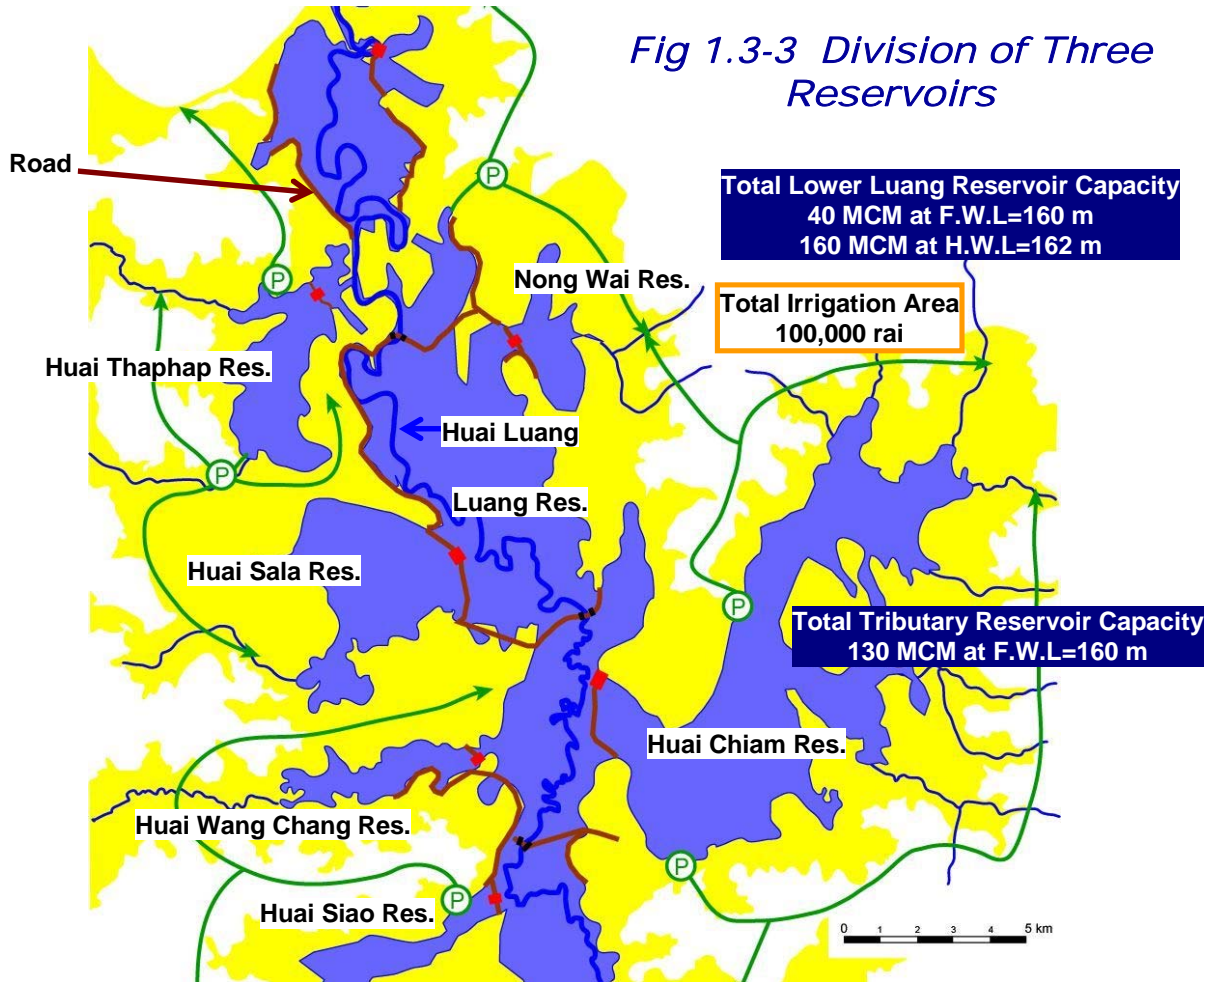 Fig 1.3-3 Division of Three
Reservoirs
Road
P
Total Lower Luang Reservoir Capacity
40 MCM at F.W.L=160 m
160 MCM at H.W.L=162 m
P
Nong Wai Res.
Total Irrigation Area
100,000 rai
Huai Thaphap Res.
Huai Luang
P
Luang Res.
Huai Sala Res.
P
Total Tributary Reservoir Capacity
130 MCM at F.W.L=160 m
Huai Chiam Res.
Huai Wang Chang Res.
P
P
Huai Siao Res.
0 1 2 3 4 5 km